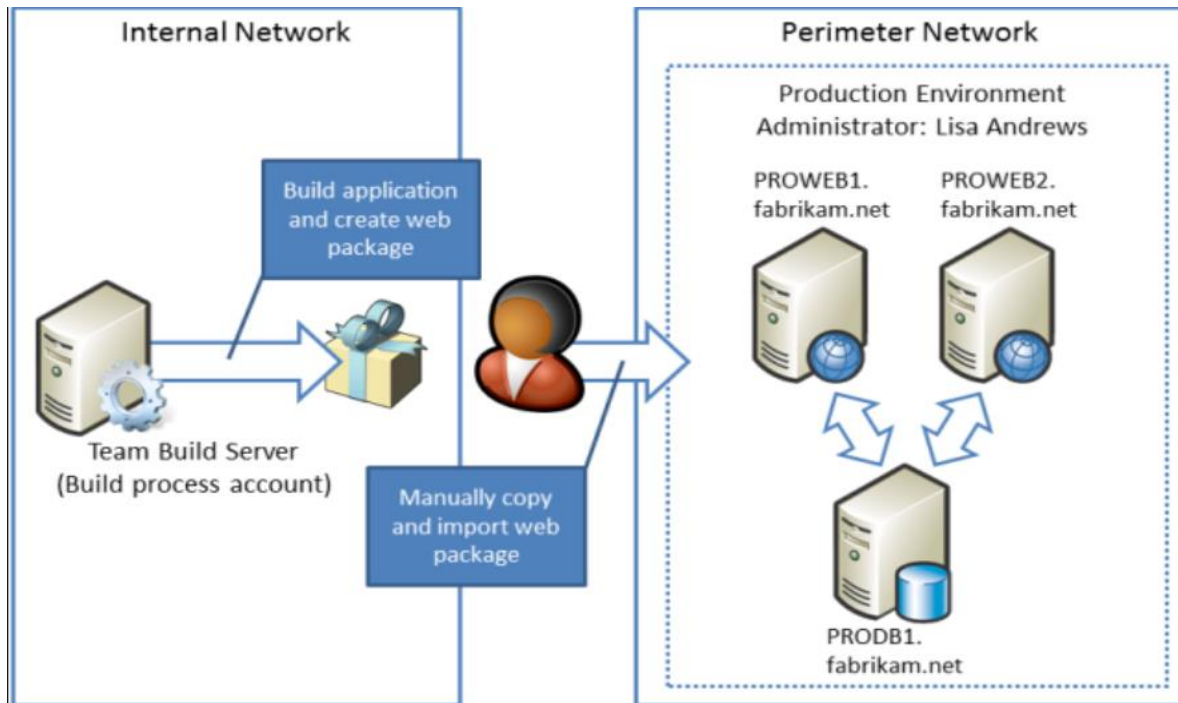 Internal Network
Build application
and create web
package
Team Build Server
(Build process account)
Manually copy
and import web
package
Perimeter Network
Production Environment
Administrator: Lisa Andrews
PROWEB1.
fabrikam.net
PROWEB2.
fabrikam.net
PRODB1.
fabrikam.net